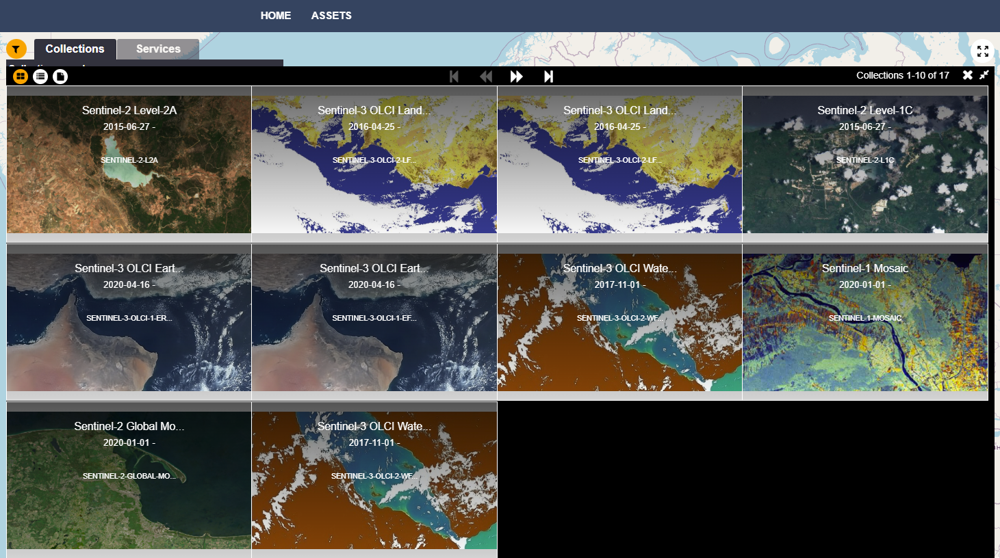 HOME ASSETS
Collections Services
Collections 1-10 of 17
Sentinel-2 Level-2A
2015-06-27 -
SENTINEL-2-L2A
Sentinel-3 OLCI Land...
2016-04-25 -
SENTINEL-3-OLCI-2-LF...
Sentinel-3 OLCI Land...
2016-04-25 -
SENTINEL-3-OLCI-2-LF...
Sentinel-2 Level-1C
2015-06-27 -
SENTINEL-2-L1C
Sentinel-3 OLCI Eart...
2020-04-16 -
SENTINEL-3-OLCI-1-ER...
Sentinel-3 OLCI Eart...
2020-04-16 -
SENTINEL-3-OLCI-1-EF...
Sentinel-3 OLCI Wate...
2017-11-01 -
SENTINEL-3-OLCI-2-WF...
Sentinel-1 Mosaic
2020-01-01 -
SENTINEL-1-MOSAIC
Sentinel-2 Global Mo...
2020-01-01 -
SENTINEL-2-GLOBAL-MO...
Sentinel-3 OLCI Wate...
2017-11-01 -
SENTINEL-3-OLCI-2-WF...